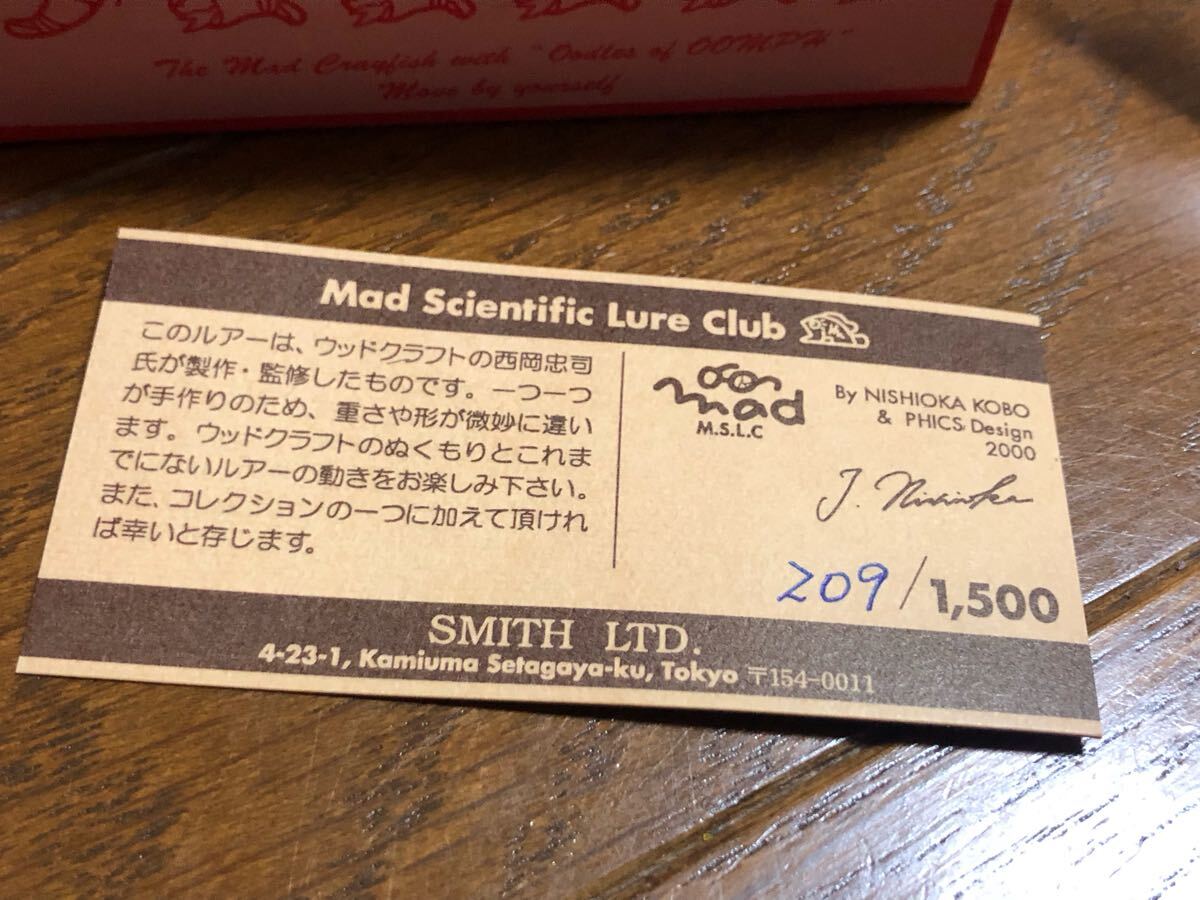 The Mad Crayfish with "Oodles of OOMPH"
Move by yourself
Mad Scientific Lure Club
このルアーは、ウッドクラフトの西岡忠司
氏が製作・監修したものです。一つ一つ
が手作りのため、重さや形が微妙に違い
ます。ウッドクラフトのぬくもりとこれま
でにないルアーの動きをお楽しみ下さい。
また、コレクションの一つに加えて頂けれ
ば幸いと存じます。
mad
M.S.L.C
By NISHIOKA KOBO
& PHICS Design
2000
J. Nishioka
209/1,500
SMITH LTD.
4-23-1, Kamiuma Setagaya-ku, Tokyo 〒154-0011